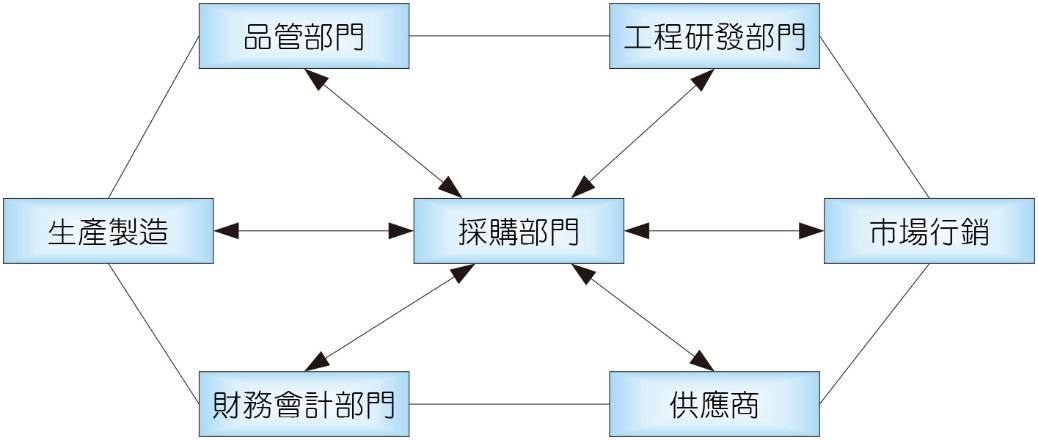 品管部門
工程研發部門
生產製造
採購部門
市場行銷
財務會計部門
供應商